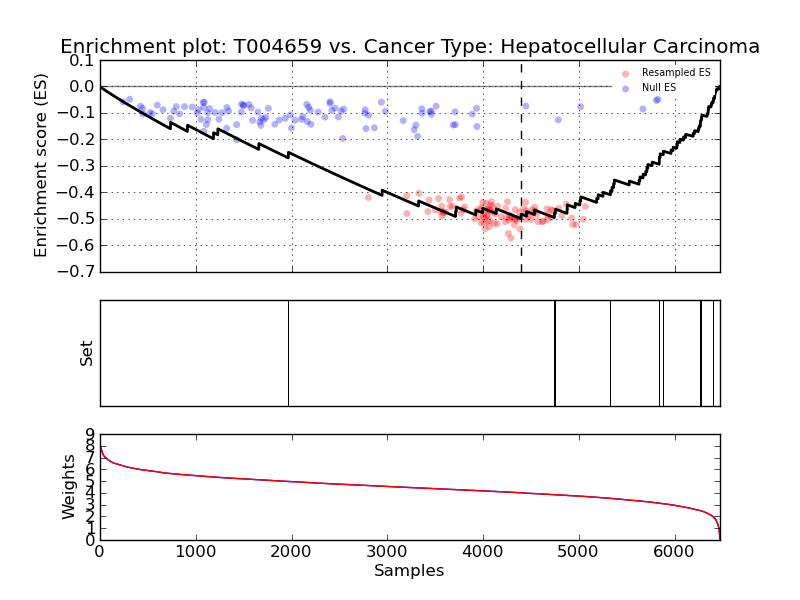 Enrichment plot: T004659 vs. Cancer Type: Hepatocellular Carcinoma
Enrichment score (ES)
0.1
0.0
−0.1
−0.2
−0.3
−0.4
−0.5
−0.6
−0.7
Resampled ES
Null ES
Set
Weights
9
8
7
6
5
4
3
2
1
0
0 1000 2000 3000 4000 5000 6000
Samples